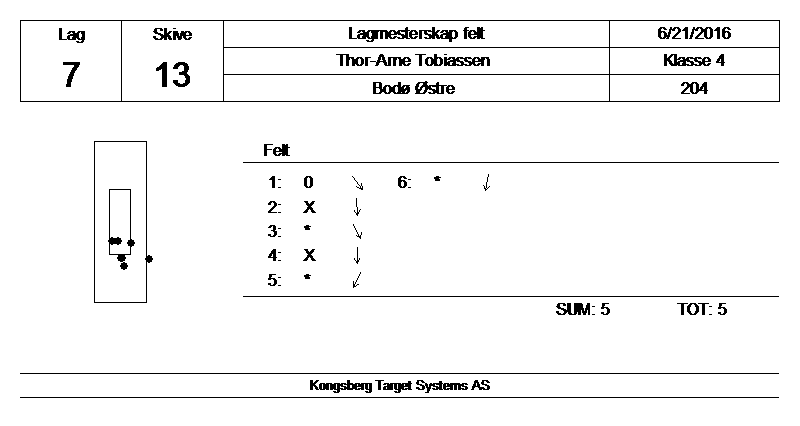 Lag Skive Lagmesterskap felt 6/21/2016
7 13 Thor-Arne Tobiassen Klasse 4
Bodø Østre 204
Felt
1: 0 ↘ 6: * ↓
2: X ↓
3: * ↘
4: X ↓
5: * ↙
SUM: 5 TOT: 5
Kongsberg Target Systems AS